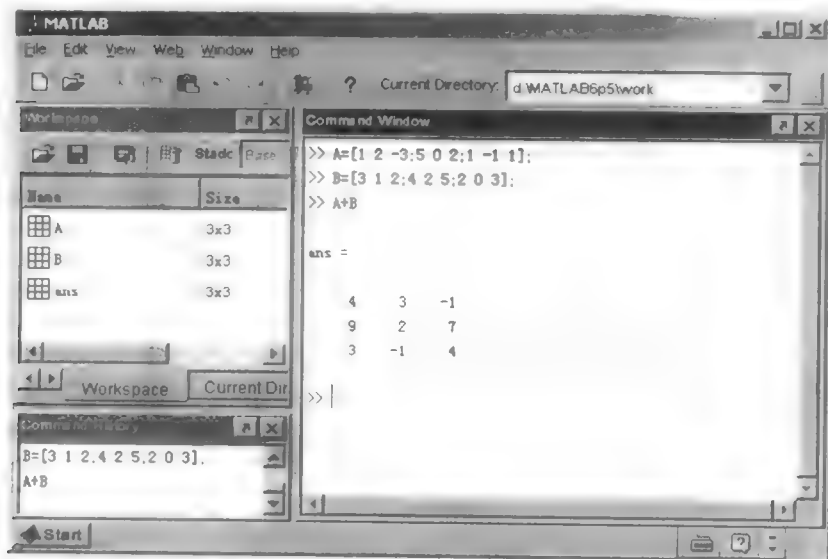 MATLAB
File Edit View Web Window Help
? Current Directory: d:\MATLAB6p5\work
Workspace
Stack: Base
Name Size
A 3x3
B 3x3
ans 3x3
Workspace Current Dir
Command History
B=[3 1 2;4 2 5;2 0 3];
A+B
Start
Command Window
>> A=[1 2 -3;5 0 2;1 -1 1];
>> B=[3 1 2;4 2 5;2 0 3];
>> A+B
ans =
4 3 -1
9 2 7
3 -1 4
>>